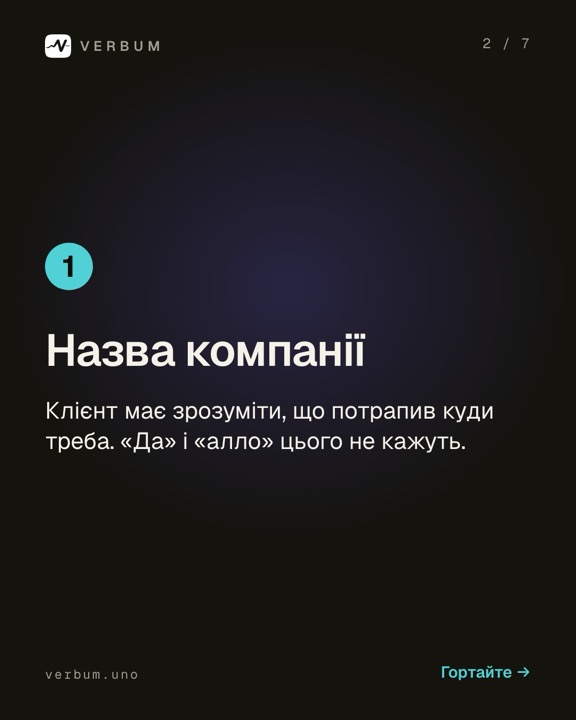 VERBUM
2 / 7
1
Назва компанії
Клієнт має зрозуміти, що потрапив куди
треба. «Да» і «алло» цього не кажуть.
verbum.uno
Гортайте →